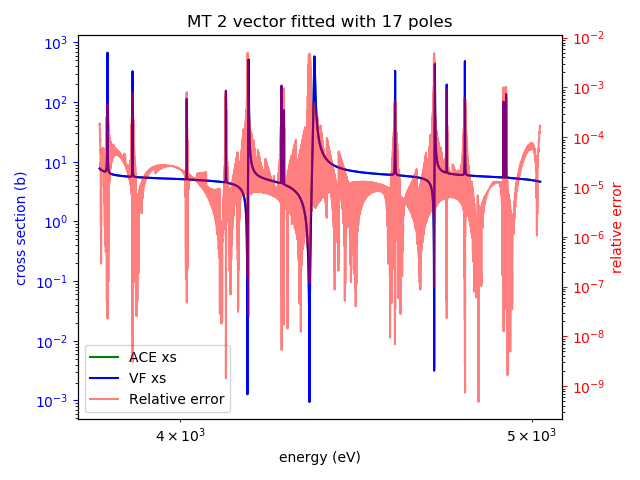 MT 2 vector fitted with 17 poles
10³
10²
10¹
10⁰
10⁻¹
10⁻²
10⁻³
cross section (b)
10⁻²
10⁻³
10⁻⁴
10⁻⁵
10⁻⁶
10⁻⁷
10⁻⁸
10⁻⁹
relative error
ACE xs
VF xs
Relative error
4 × 10³
5 × 10³
energy (eV)